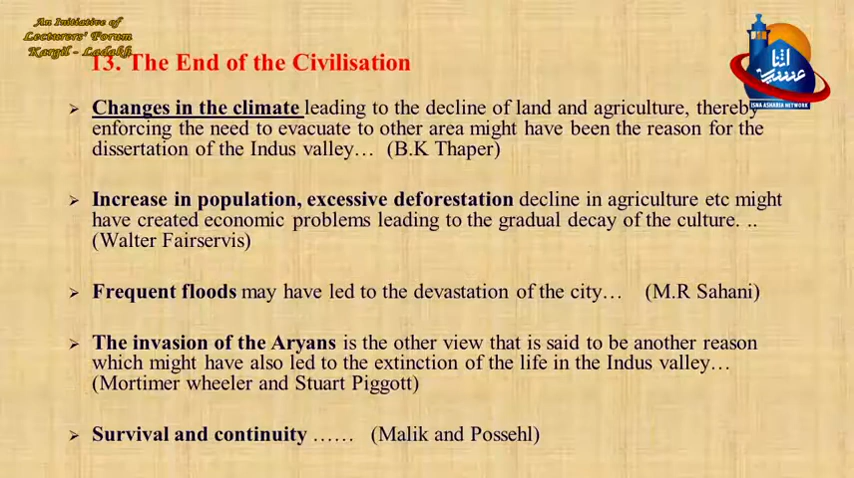 An Initiative of
Lecturers' Forum
Kargil - Ladakh
13. The End of the Civilisation
اثنا
عشریہ
ISNA ASHARIA NETWORK
➤ Changes in the climate leading to the decline of land and agriculture, thereby
enforcing the need to evacuate to other area might have been the reason for the
dissertation of the Indus valley… (B.K Thaper)
➤ Increase in population, excessive deforestation decline in agriculture etc might
have created economic problems leading to the gradual decay of the culture. ..
(Walter Fairservis)
➤ Frequent floods may have led to the devastation of the city… (M.R Sahani)
➤ The invasion of the Aryans is the other view that is said to be another reason
which might have also led to the extinction of the life in the Indus valley…
(Mortimer wheeler and Stuart Piggott)
➤ Survival and continuity …… (Malik and Possehl)